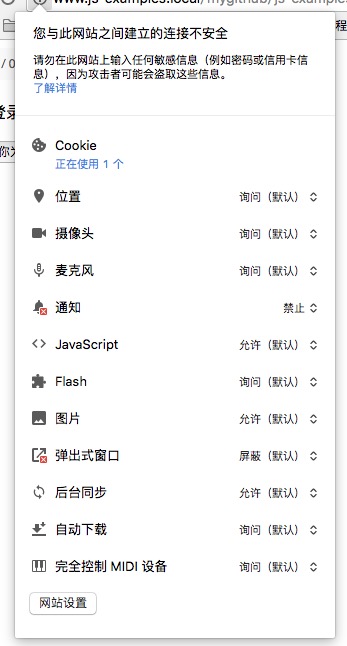 www.js-examples.local/mygithub/js-e
您与此网站之间建立的连接不安全
请勿在此网站上输入任何敏感信息（例如密码或信用卡信
息），因为攻击者可能会盗取这些信息。
了解详情
Cookie
正在使用 1 个
位置 询问（默认）
摄像头 询问（默认）
麦克风 询问（默认）
通知 禁止
JavaScript 允许（默认）
Flash 询问（默认）
图片 允许（默认）
弹出式窗口 屏蔽（默认）
后台同步 允许（默认）
自动下载 询问（默认）
完全控制 MIDI 设备 询问（默认）
网站设置